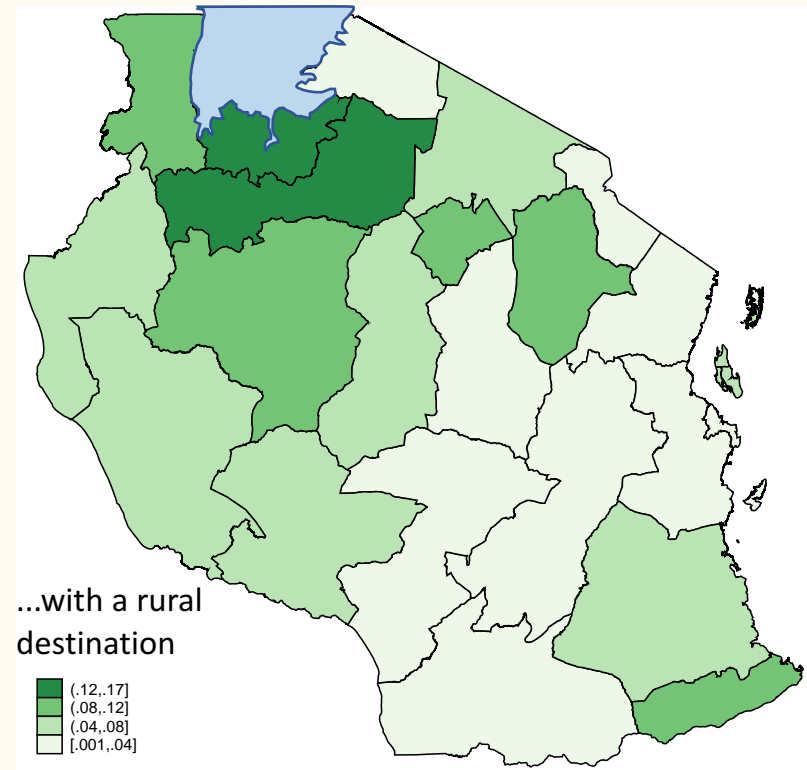 ...with a rural
destination
(.12,.17]
(.08,.12]
(.04,.08]
[.001,.04]